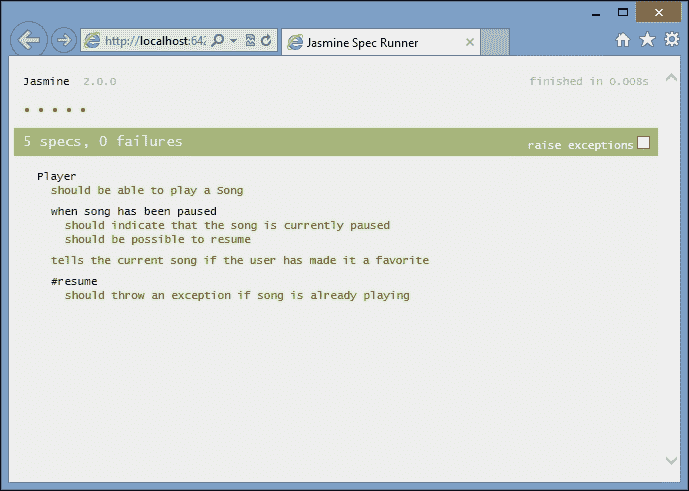 http://localhost:642
Jasmine Spec Runner
Jasmine 2.0.0
finished in 0.008s
5 specs, 0 failures
raise exceptions
Player
should be able to play a Song
when song has been paused
should indicate that the song is currently paused
should be possible to resume
tells the current song if the user has made it a favorite
#resume
should throw an exception if song is already playing